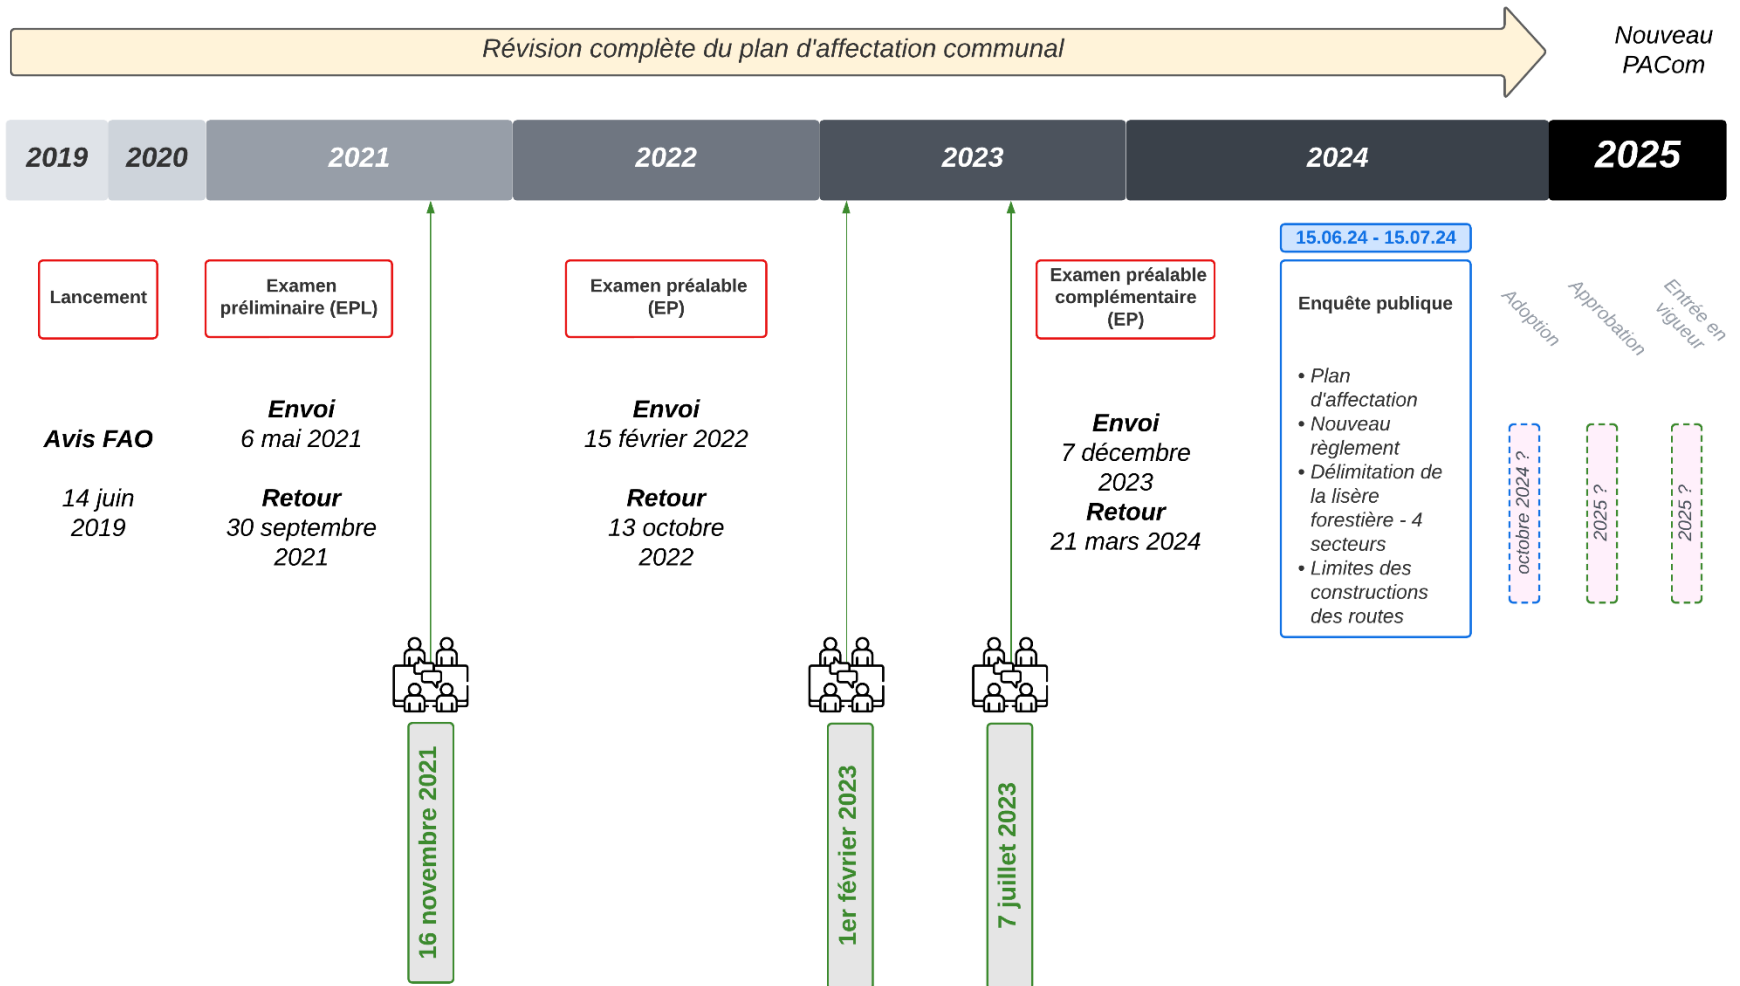 Révision complète du plan d'affectation communal
Nouveau
PACom
2019
2020
2021
2022
2023
2024
2025
Lancement
Avis FAO
14 juin
2019
Examen
préliminaire (EPL)
Envoi
6 mai 2021
Retour
30 septembre
2021
Examen préalable
(EP)
Envoi
15 février 2022
Retour
13 octobre
2022
Examen préalable
complémentaire
(EP)
Envoi
7 décembre
2023
Retour
21 mars 2024
15.06.24 - 15.07.24
Enquête publique
• Plan
d'affectation
• Nouveau
règlement
• Délimitation de
la lisère
forestière - 4
secteurs
• Limites des
constructions
des routes
Adoption
octobre 2024 ?
Approbation
2025 ?
Entrée en
vigueur
2025 ?
16 novembre 2021
1er février 2023
7 juillet 2023